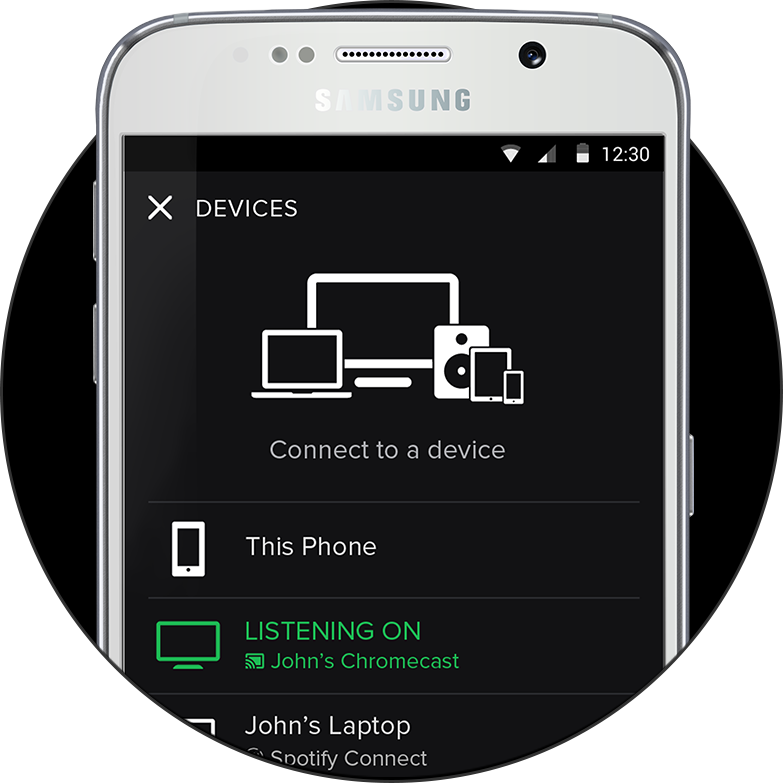 SAMSUNG
12:30
DEVICES
Connect to a device
This Phone
LISTENING ON
John’s Chromecast
John’s Laptop
Spotify Connect